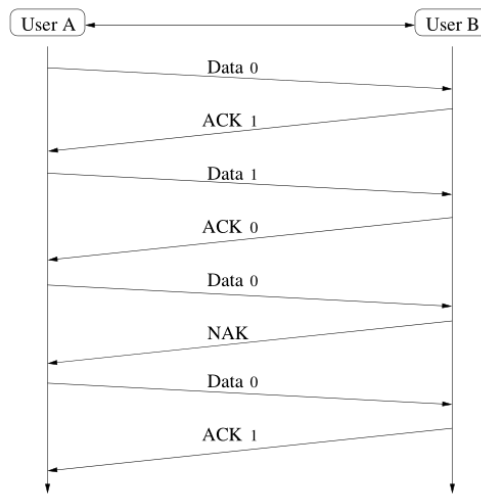 User A
User B
Data 0
ACK 1
Data 1
ACK 0
Data 0
NAK
Data 0
ACK 1